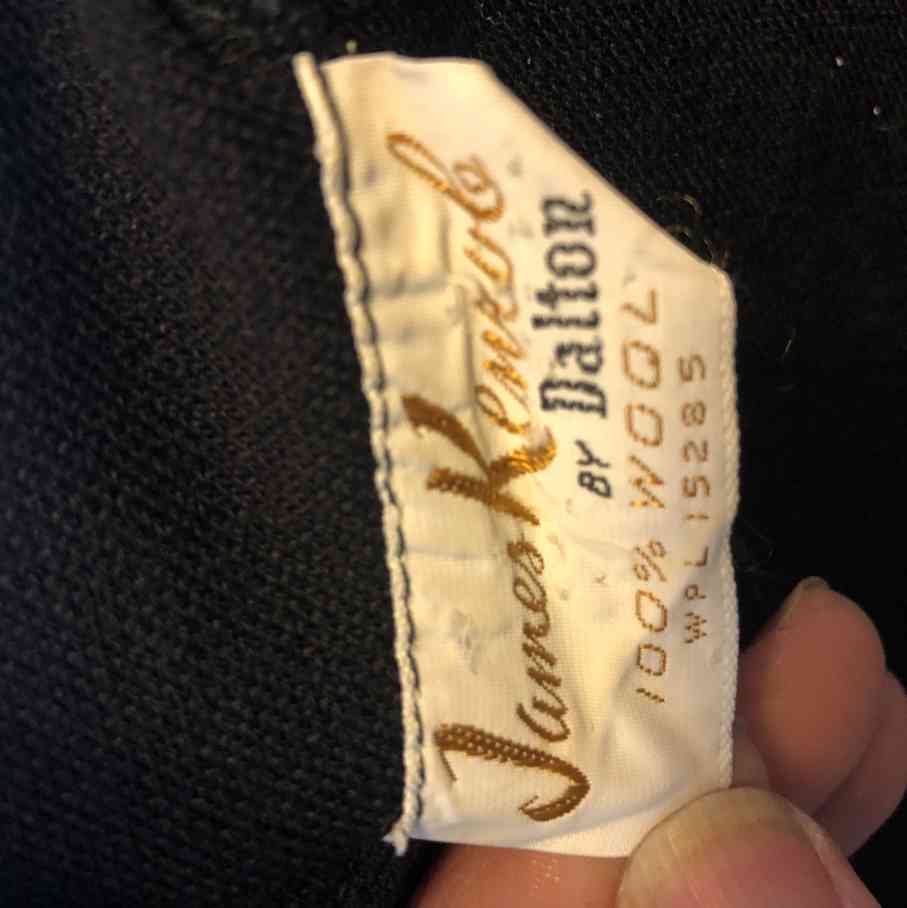 James Kenrob
BY Dalton
100% WOOL
WPL 15285